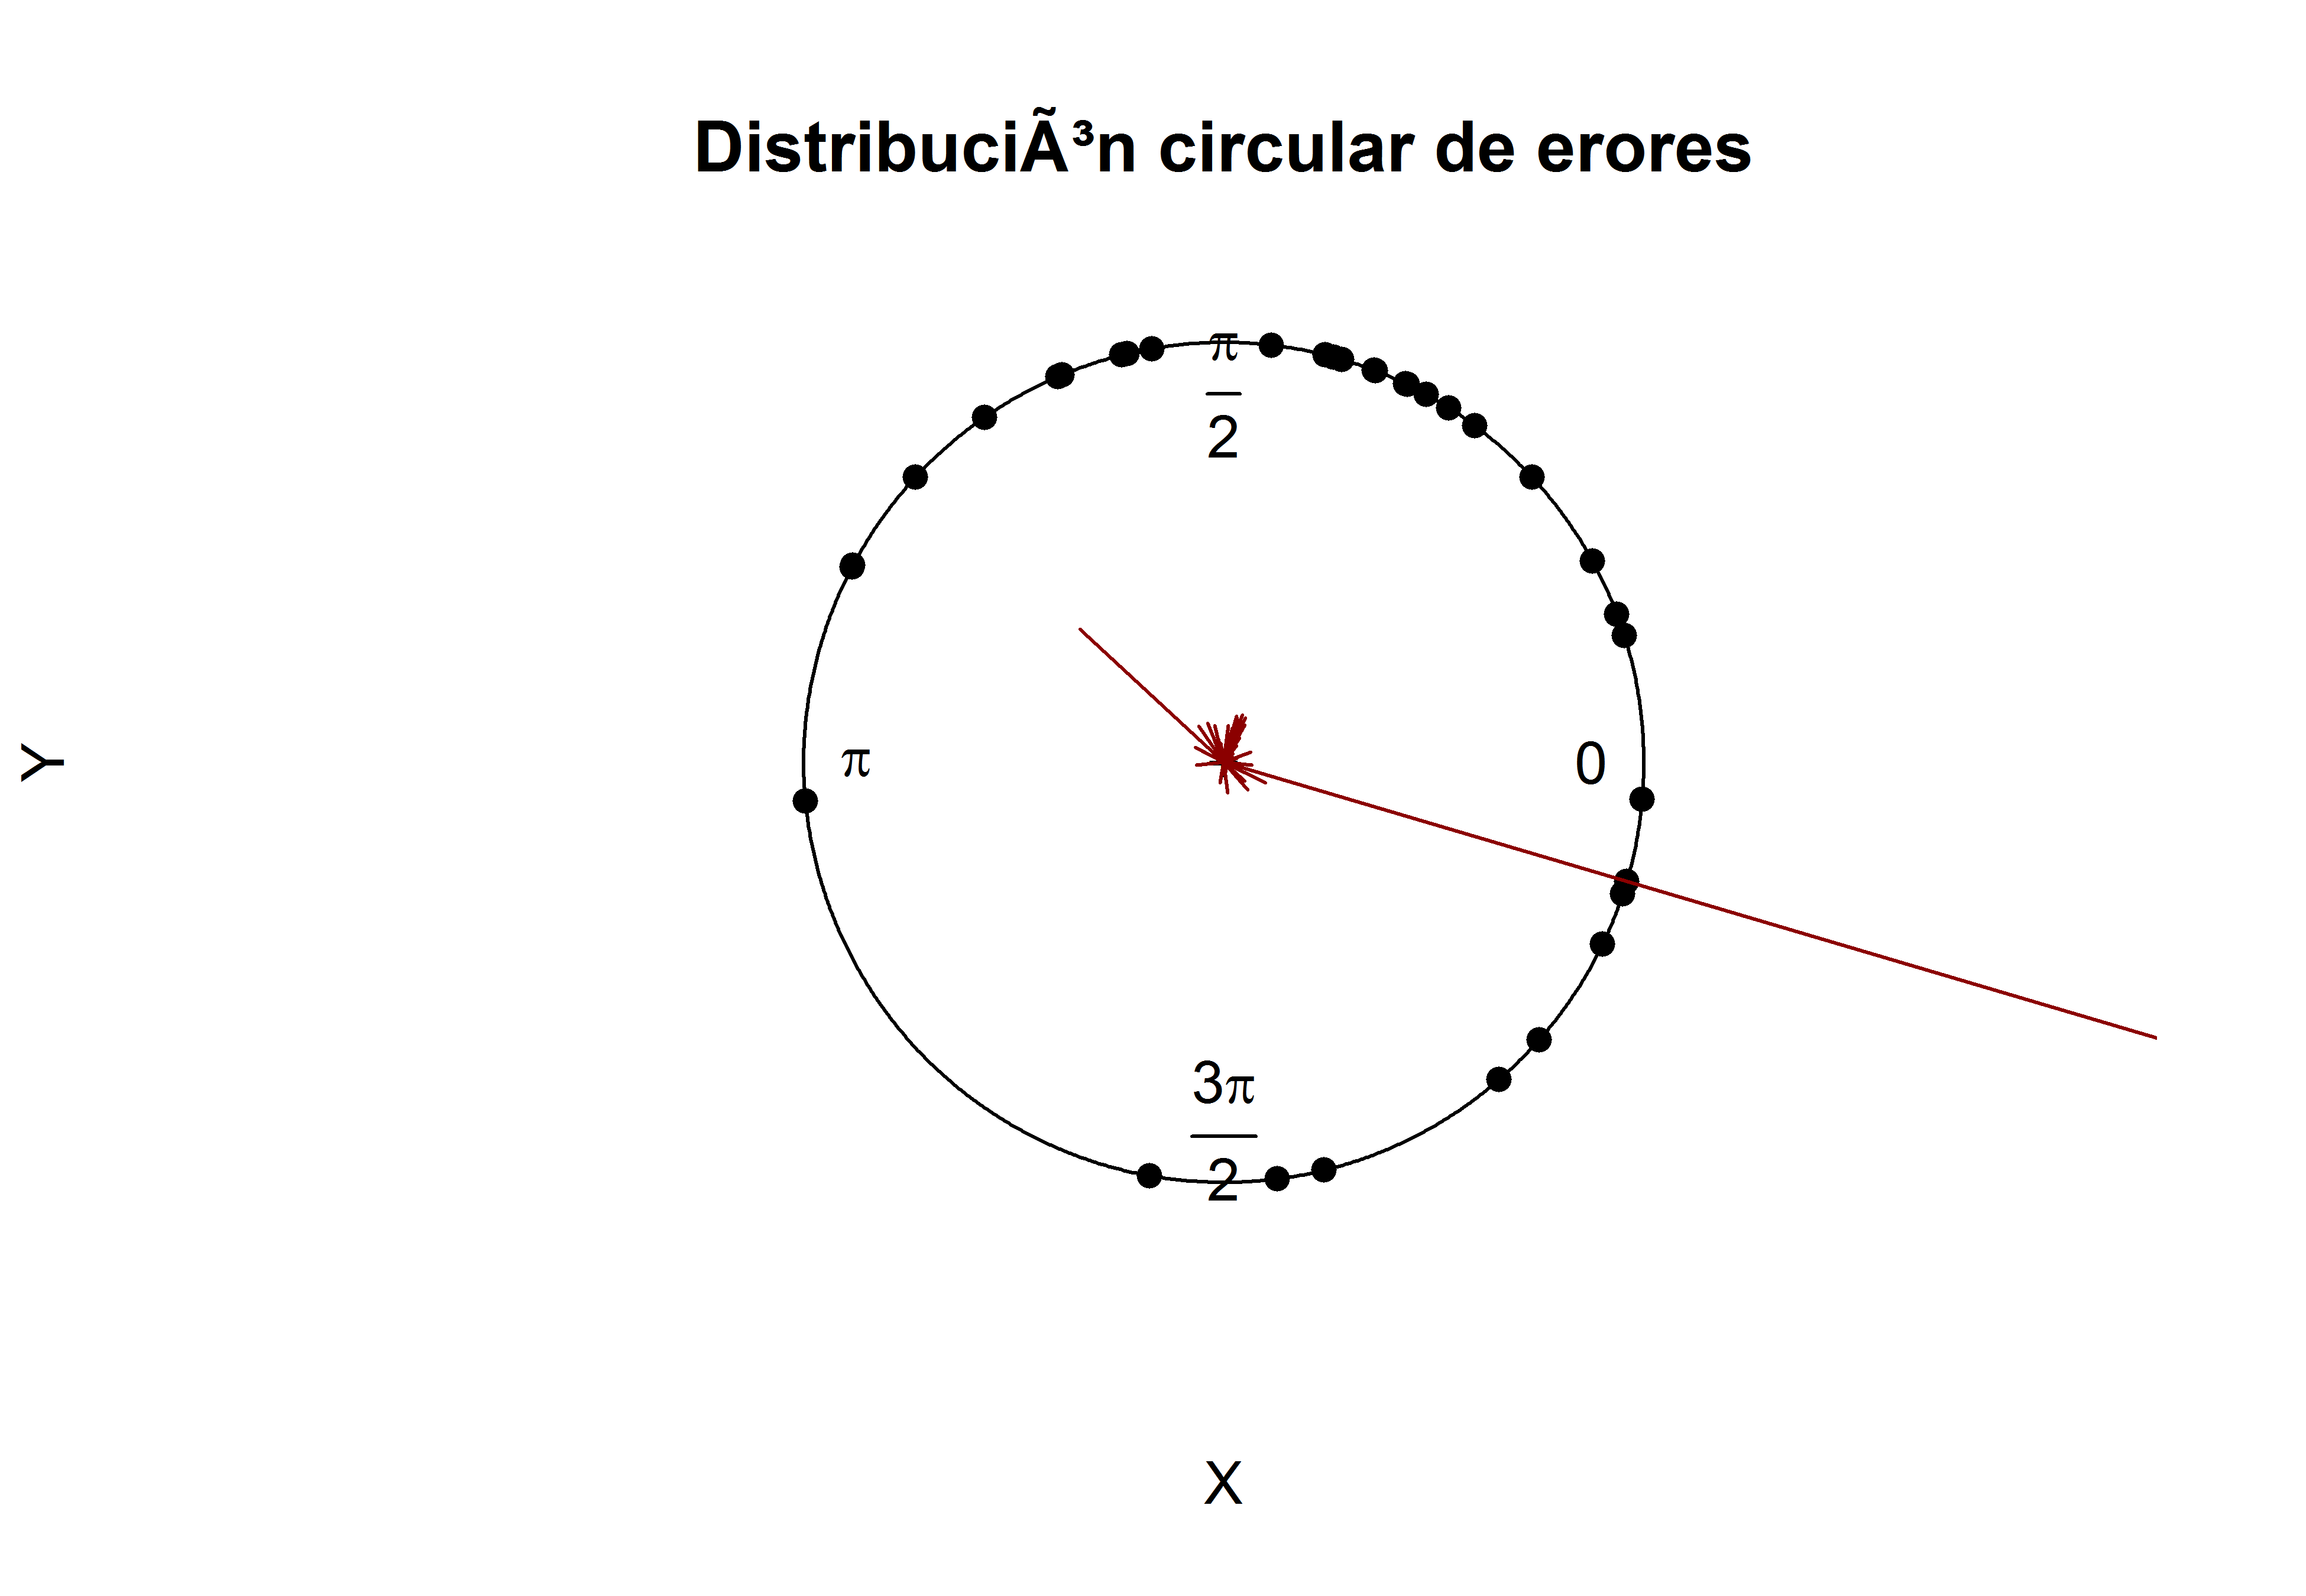 DistribuciÃ³n circular de erores
π
2
Y
π
0
3π
2
X